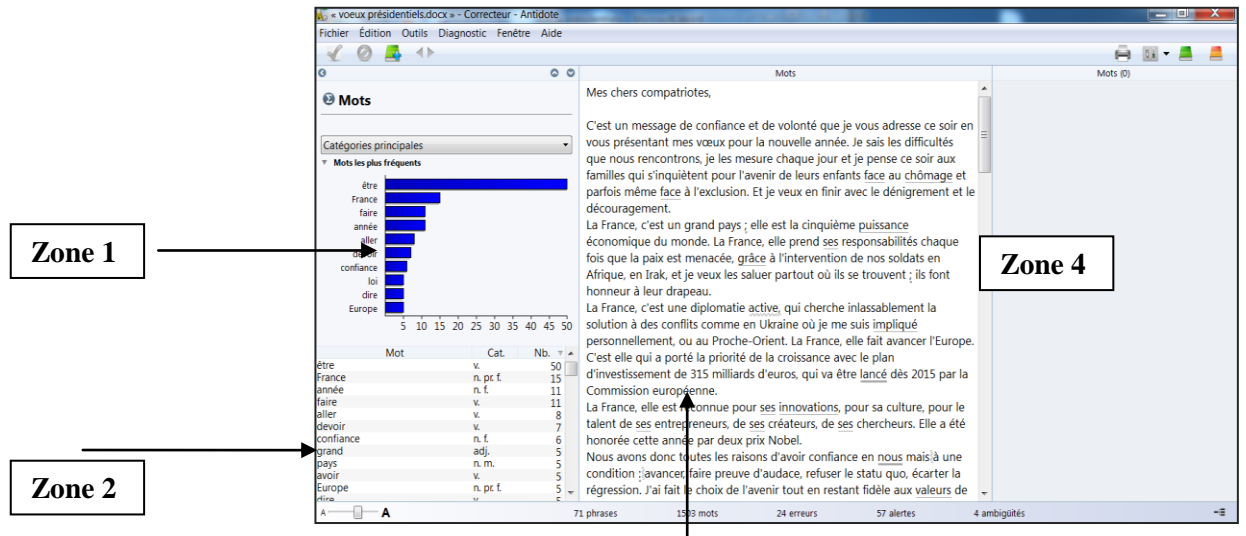 « voeux présidentiels.docx » - Correcteur - Antidote
Fichier Édition Outils Diagnostic Fenêtre Aide
Mots
Catégories principales
Mots les plus fréquents
être
France
faire
année
aller
devoir
confiance
loi
dire
Europe
5 10 15 20 25 30 35 40 45 50
Mot Cat. Nb.
être v. 50
France n. pr. f. 15
année n. f. 11
faire v. 11
aller v. 8
devoir v. 7
confiance n. f. 6
grand adj. 5
pays n. m. 5
avoir v. 5
Europe n. pr. f. 5
dire v. 5
Mots
Mes chers compatriotes,
C'est un message de confiance et de volonté que je vous adresse ce soir en
vous présentant mes vœux pour la nouvelle année. Je sais les difficultés
que nous rencontrons, je les mesure chaque jour et je pense ce soir aux
familles qui s'inquiètent pour l'avenir de leurs enfants face au chômage et
parfois même face à l'exclusion. Et je veux en finir avec le dénigrement et le
découragement.
La France, c'est un grand pays ; elle est la cinquième puissance
économique du monde. La France, elle prend ses responsabilités chaque
fois que la paix est menacée, grâce à l'intervention de nos soldats en
Afrique, en Irak, et je veux les saluer partout où ils se trouvent ; ils font
honneur à leur drapeau.
La France, c'est une diplomatie active, qui cherche inlassablement la
solution à des conflits comme en Ukraine où je me suis impliqué
personnellement, ou au Proche-Orient. La France, elle fait avancer l'Europe.
C'est elle qui a porté la priorité de la croissance avec le plan
d'investissement de 315 milliards d'euros, qui va être lancé dès 2015 par la
Commission européenne.
La France, elle est reconnue pour ses innovations, pour sa culture, pour le
talent de ses entrepreneurs, de ses créateurs, de ses chercheurs. Elle a été
honorée cette année par deux prix Nobel.
Nous avons donc toutes les raisons d'avoir confiance en nous mais à une
condition : avancer, faire preuve d'audace, refuser le statu quo, écarter la
régression. J'ai fait le choix de l'avenir tout en restant fidèle aux valeurs de
Mots (0)
A A
71 phrases 1503 mots 24 erreurs 57 alertes 4 ambigüités
Zone 1
Zone 2
Zone 4